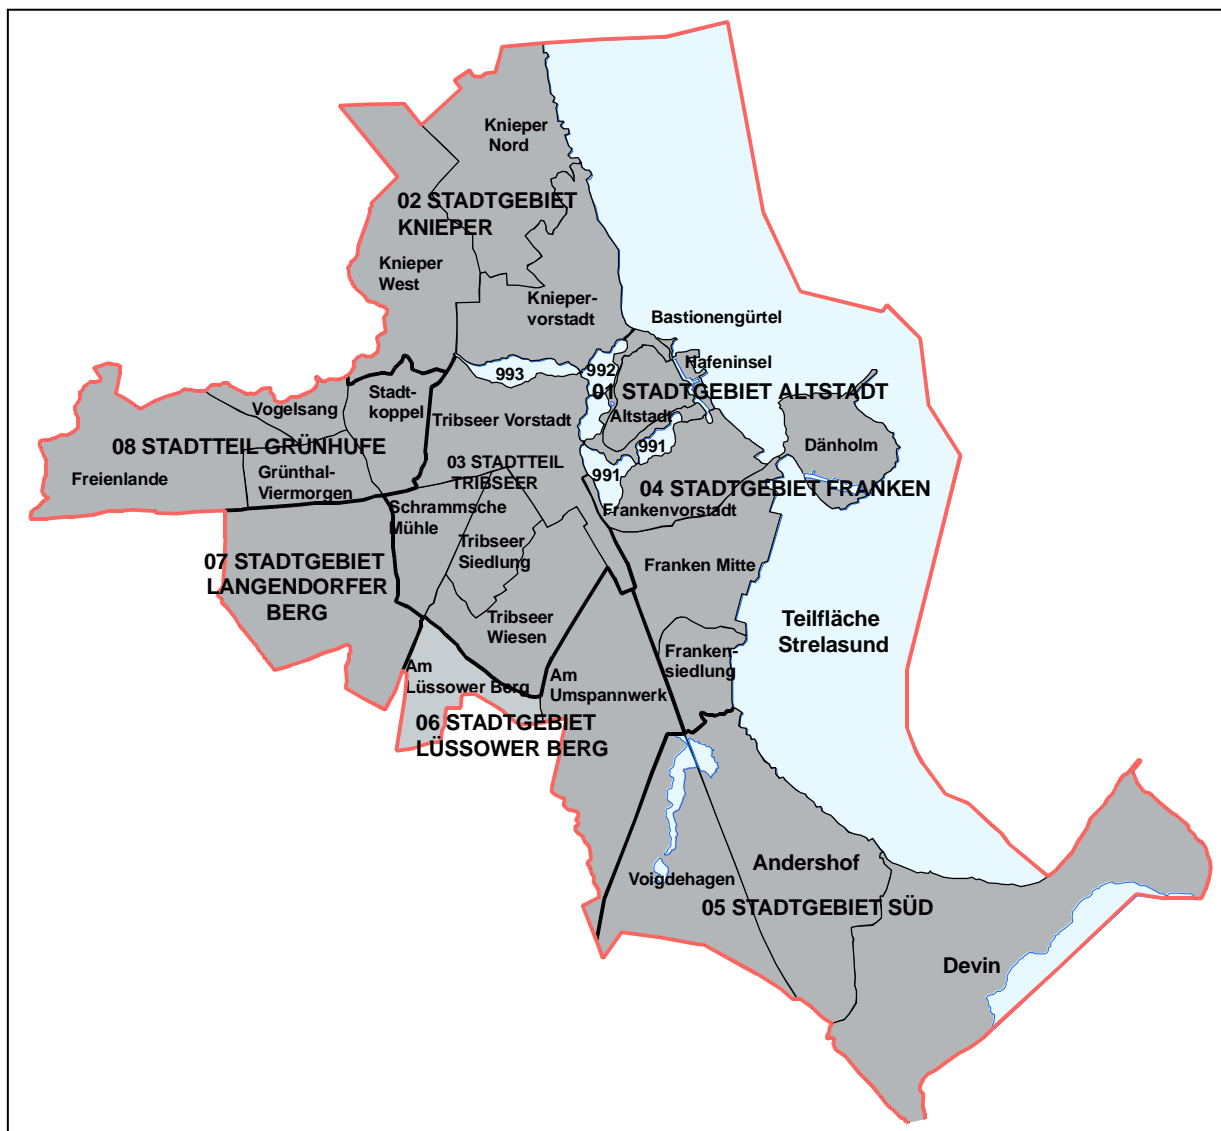 Knieper
Nord
02 STADTGEBIET
KNIEPER
Knieper
West
Knieper-
vorstadt
Bastionengürtel
Hafeninsel
992
993
01 STADTGEBIET ALTSTADT
Altstadt
Stadt-
koppel
Vogelsang
Tribseer Vorstadt
08 STADTTEIL GRÜNHUFE
Dänholm
991
991
03 STADTTEIL
TRIBSEER
Freienlande
Grünthal-
Viermorgen
04 STADTGEBIET FRANKEN
Frankenvorstadt
Schrammsche
Mühle
Tribseer
Siedlung
07 STADTGEBIET
LANGENDORFER
BERG
Franken Mitte
Tribseer
Wiesen
Teilfläche
Strelasund
Franken-
siedlung
Am
Lüssower Berg
Am
Umspannwerk
06 STADTGEBIET
LÜSSOWER BERG
Andershof
Voigdehagen
05 STADTGEBIET SÜD
Devin